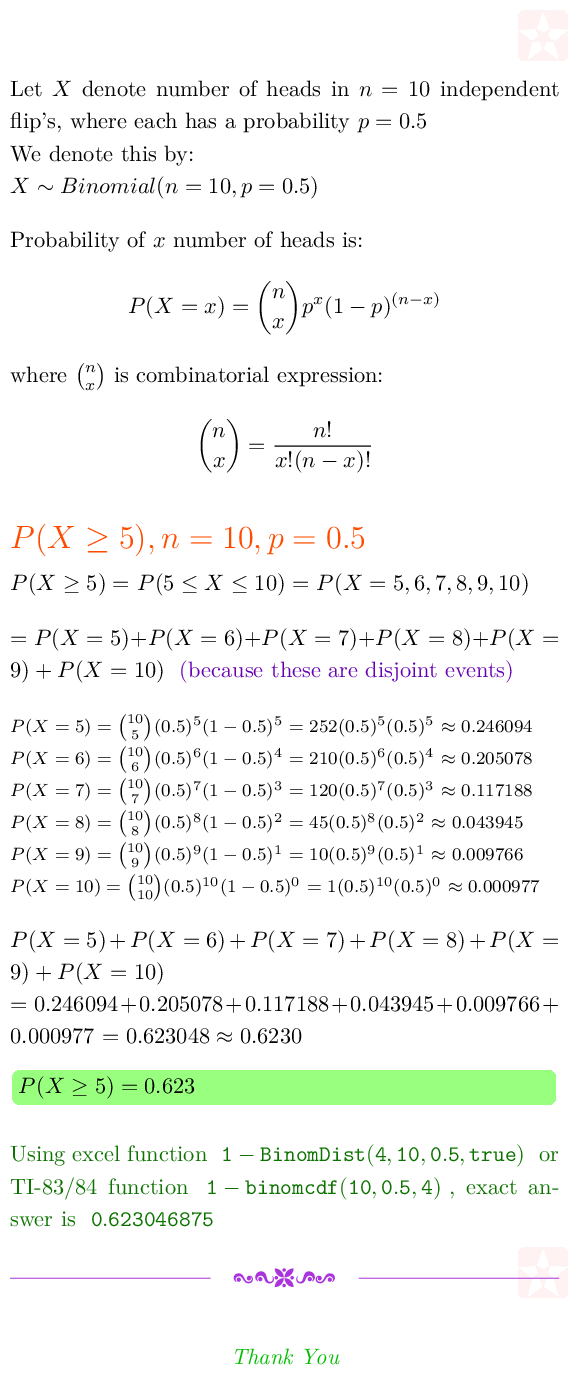 Let X denote number of heads in n = 10 independent
flip's, where each has a probability p = 0.5
We denote this by:
X ∼ Binomial(n = 10, p = 0.5)
Probability of x number of heads is:
P(X = x) = \binom{n}{x} p^x (1 − p)^{(n−x)}
where \binom{n}{x} is combinatorial expression:
\binom{n}{x} = \frac{n!}{x!(n − x)!}
P(X ≥ 5), n = 10, p = 0.5
P(X ≥ 5) = P(5 ≤ X ≤ 10) = P(X = 5, 6, 7, 8, 9, 10)
= P(X = 5)+P(X = 6)+P(X = 7)+P(X = 8)+P(X =
9) + P(X = 10) (because these are disjoint events)
P(X = 5) = \binom{10}{5}(0.5)^5(1 − 0.5)^5 = 252(0.5)^5(0.5)^5 ≈ 0.246094
P(X = 6) = \binom{10}{6}(0.5)^6(1 − 0.5)^4 = 210(0.5)^6(0.5)^4 ≈ 0.205078
P(X = 7) = \binom{10}{7}(0.5)^7(1 − 0.5)^3 = 120(0.5)^7(0.5)^3 ≈ 0.117188
P(X = 8) = \binom{10}{8}(0.5)^8(1 − 0.5)^2 = 45(0.5)^8(0.5)^2 ≈ 0.043945
P(X = 9) = \binom{10}{9}(0.5)^9(1 − 0.5)^1 = 10(0.5)^9(0.5)^1 ≈ 0.009766
P(X = 10) = \binom{10}{10}(0.5)^{10}(1 − 0.5)^0 = 1(0.5)^{10}(0.5)^0 ≈ 0.000977
P(X = 5) + P(X = 6) + P(X = 7) + P(X = 8) + P(X =
9) + P(X = 10)
= 0.246094+0.205078+0.117188+0.043945+0.009766+
0.000977 = 0.623048 ≈ 0.6230
P(X ≥ 5) = 0.623
Using excel function 1 − BinomDist(4, 10, 0.5, true) or
TI-83/84 function 1 − binomcdf(10, 0.5, 4) , exact an-
swer is 0.623046875
Thank You